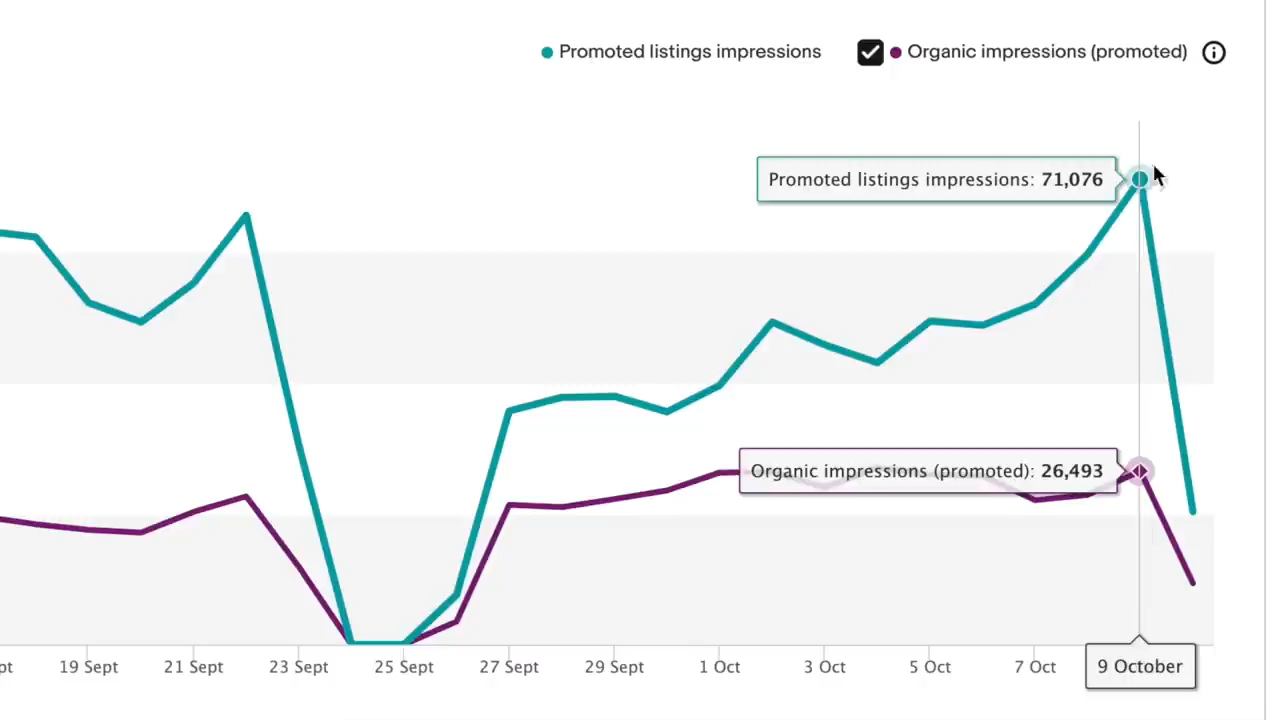 Promoted listings impressions
Organic impressions (promoted)
Promoted listings impressions: 71,076
Organic impressions (promoted): 26,493
pt
19 Sept
21 Sept
23 Sept
25 Sept
27 Sept
29 Sept
1 Oct
3 Oct
5 Oct
7 Oct
9 October